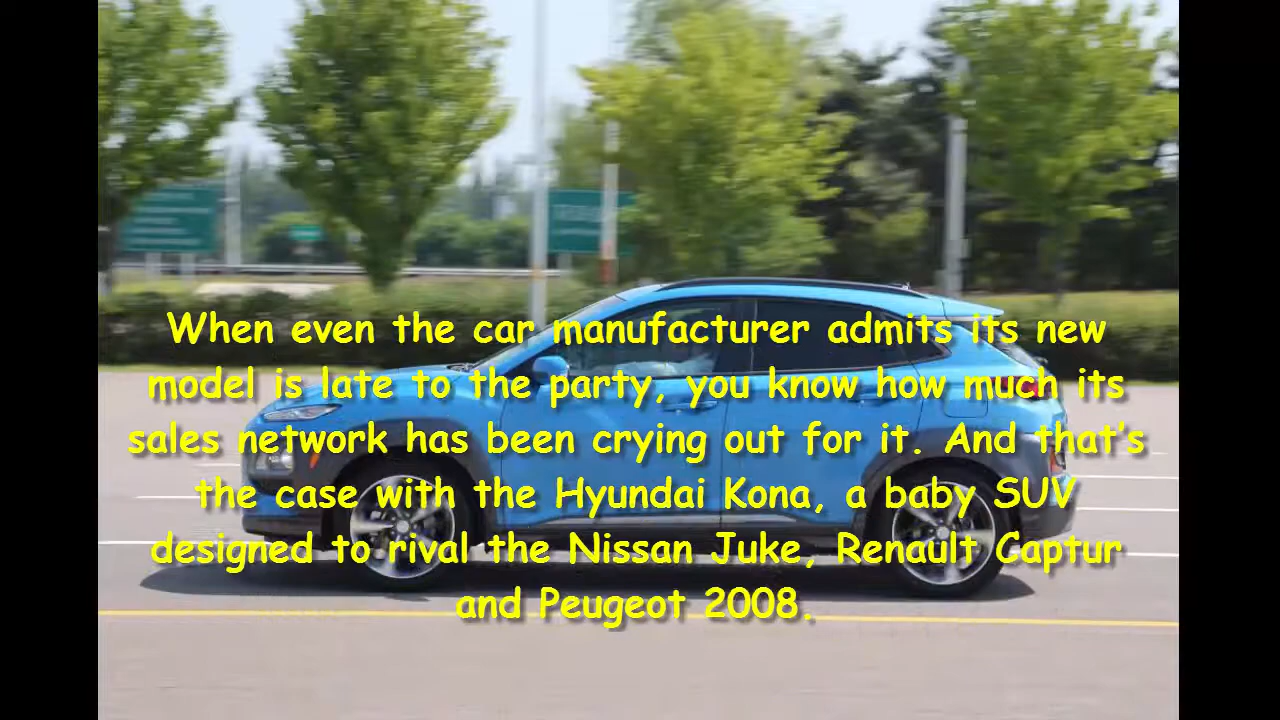 When even the car manufacturer admits its new
model is late to the party, you know how much its
sales network has been crying out for it. And that's
the case with the Hyundai Kona, a baby SUV
designed to rival the Nissan Juke, Renault Captur
and Peugeot 2008.